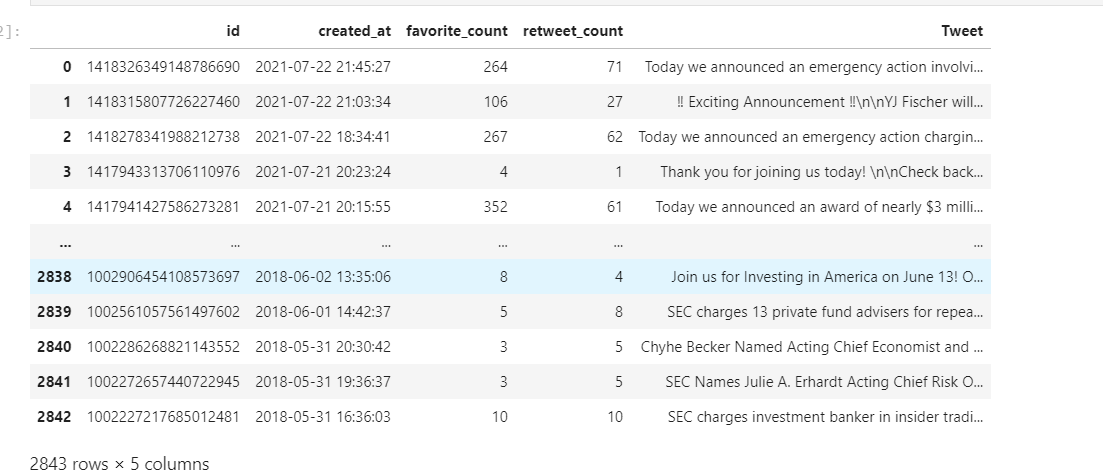 2]:
id created_at favorite_count retweet_count Tweet
0 1418326349148786690 2021-07-22 21:45:27 264 71 Today we announced an emergency action involvi...
1 1418315807726227460 2021-07-22 21:03:34 106 27 ‼ Exciting Announcement ‼\n\nYJ Fischer will...
2 1418278341988212738 2021-07-22 18:34:41 267 62 Today we announced an emergency action chargin...
3 1417943313706110976 2021-07-21 20:23:24 4 1 Thank you for joining us today! \n\nCheck back...
4 1417941427586273281 2021-07-21 20:15:55 352 61 Today we announced an award of nearly $3 milli...
... ... ... ... ... ...
2838 1002906454108573697 2018-06-02 13:35:06 8 4 Join us for Investing in America on June 13! O...
2839 1002561057561497602 2018-06-01 14:42:37 5 8 SEC charges 13 private fund advisers for repea...
2840 1002286268821143552 2018-05-31 20:30:42 3 5 Chyhe Becker Named Acting Chief Economist and ...
2841 1002272657440722945 2018-05-31 19:36:37 3 5 SEC Names Julie A. Erhardt Acting Chief Risk O...
2842 1002227217685012481 2018-05-31 16:36:03 10 10 SEC charges investment banker in insider tradi...
2843 rows × 5 columns